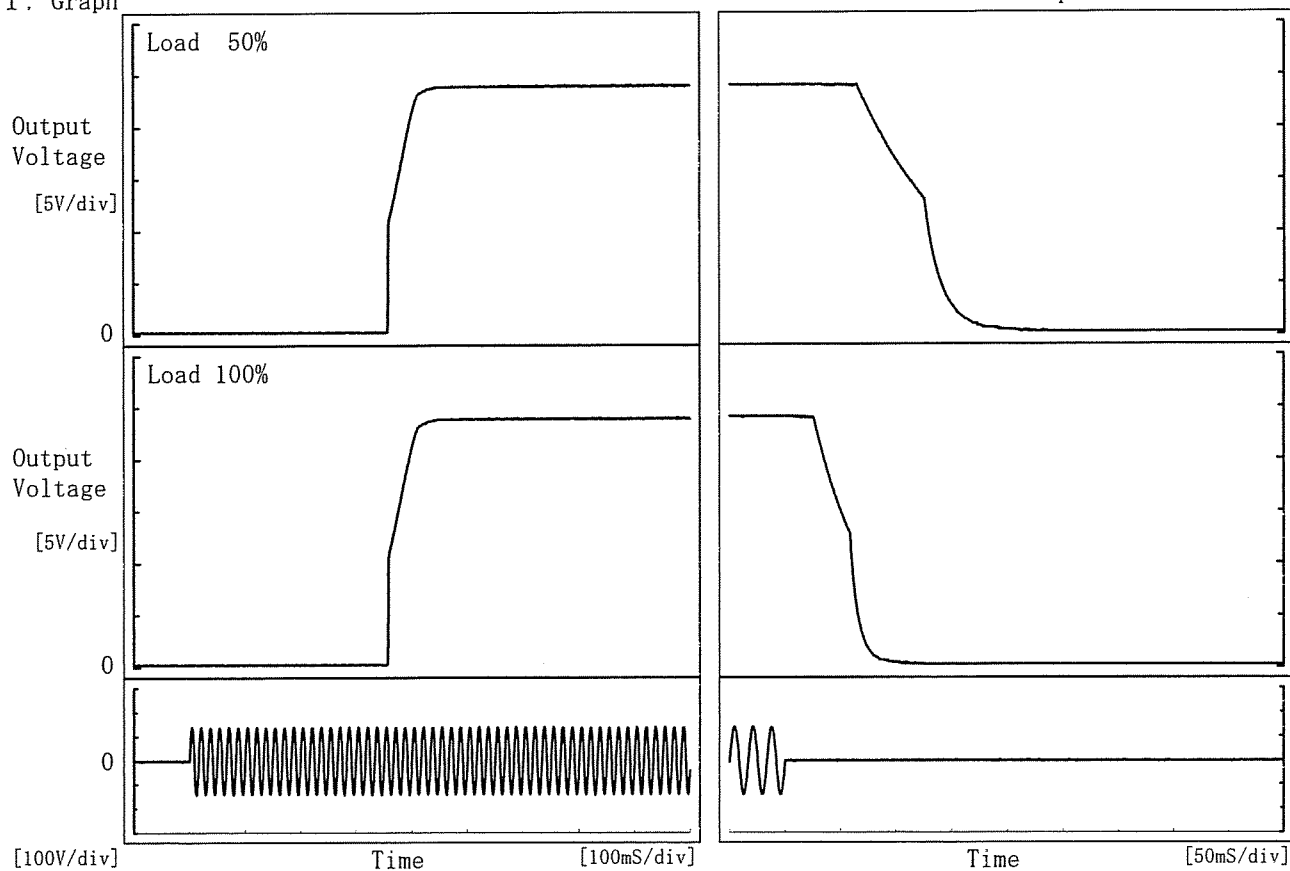 Graph
Load 50%
Output
Voltage
[5V/div]
0
Load 100%
Output
Voltage
[5V/div]
0
0
[100V/div]
Time
[100mS/div]
Time
[50mS/div]